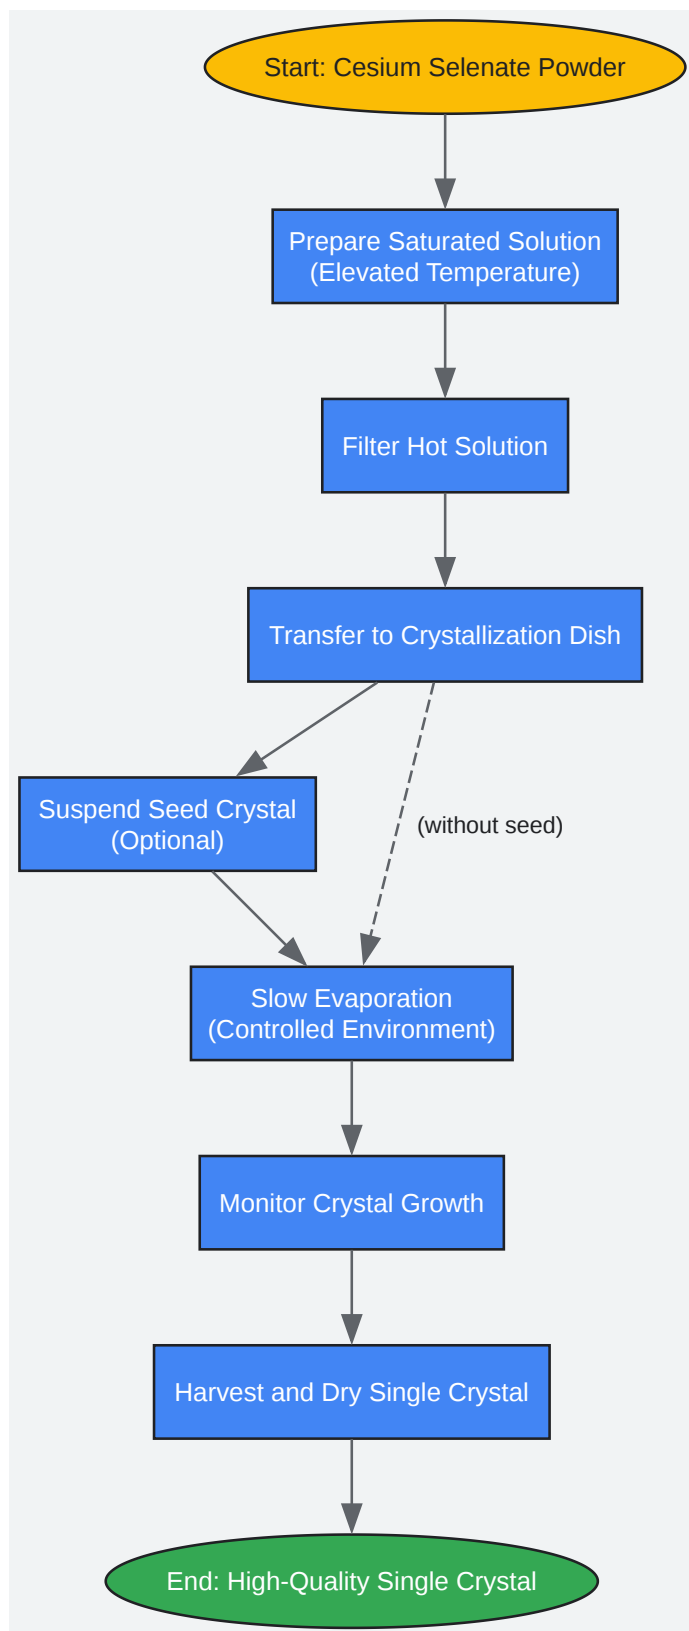 Start: Cesium Selenate Powder
Prepare Saturated Solution
(Elevated Temperature)
Filter Hot Solution
Transfer to Crystallization Dish
Suspend Seed Crystal
(Optional)
(without seed)
Slow Evaporation
(Controlled Environment)
Monitor Crystal Growth
Harvest and Dry Single Crystal
End: High-Quality Single Crystal